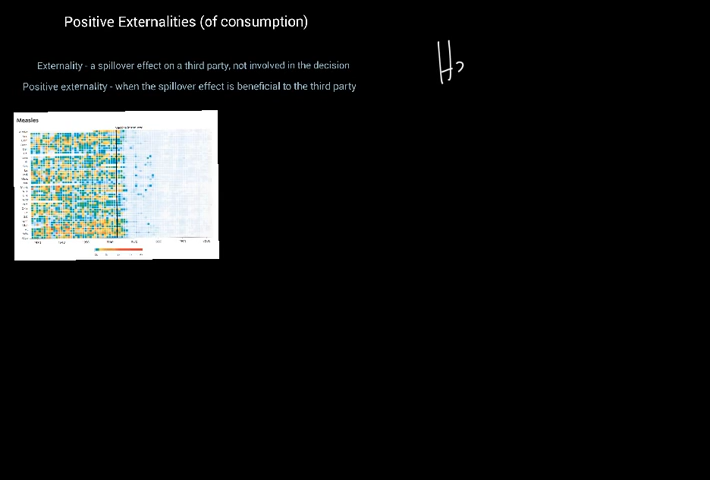 Positive Externalities (of consumption)
Externality - a spillover effect on a third party, not involved in the decision
Positive externality - when the spillover effect is beneficial to the third party
Measles